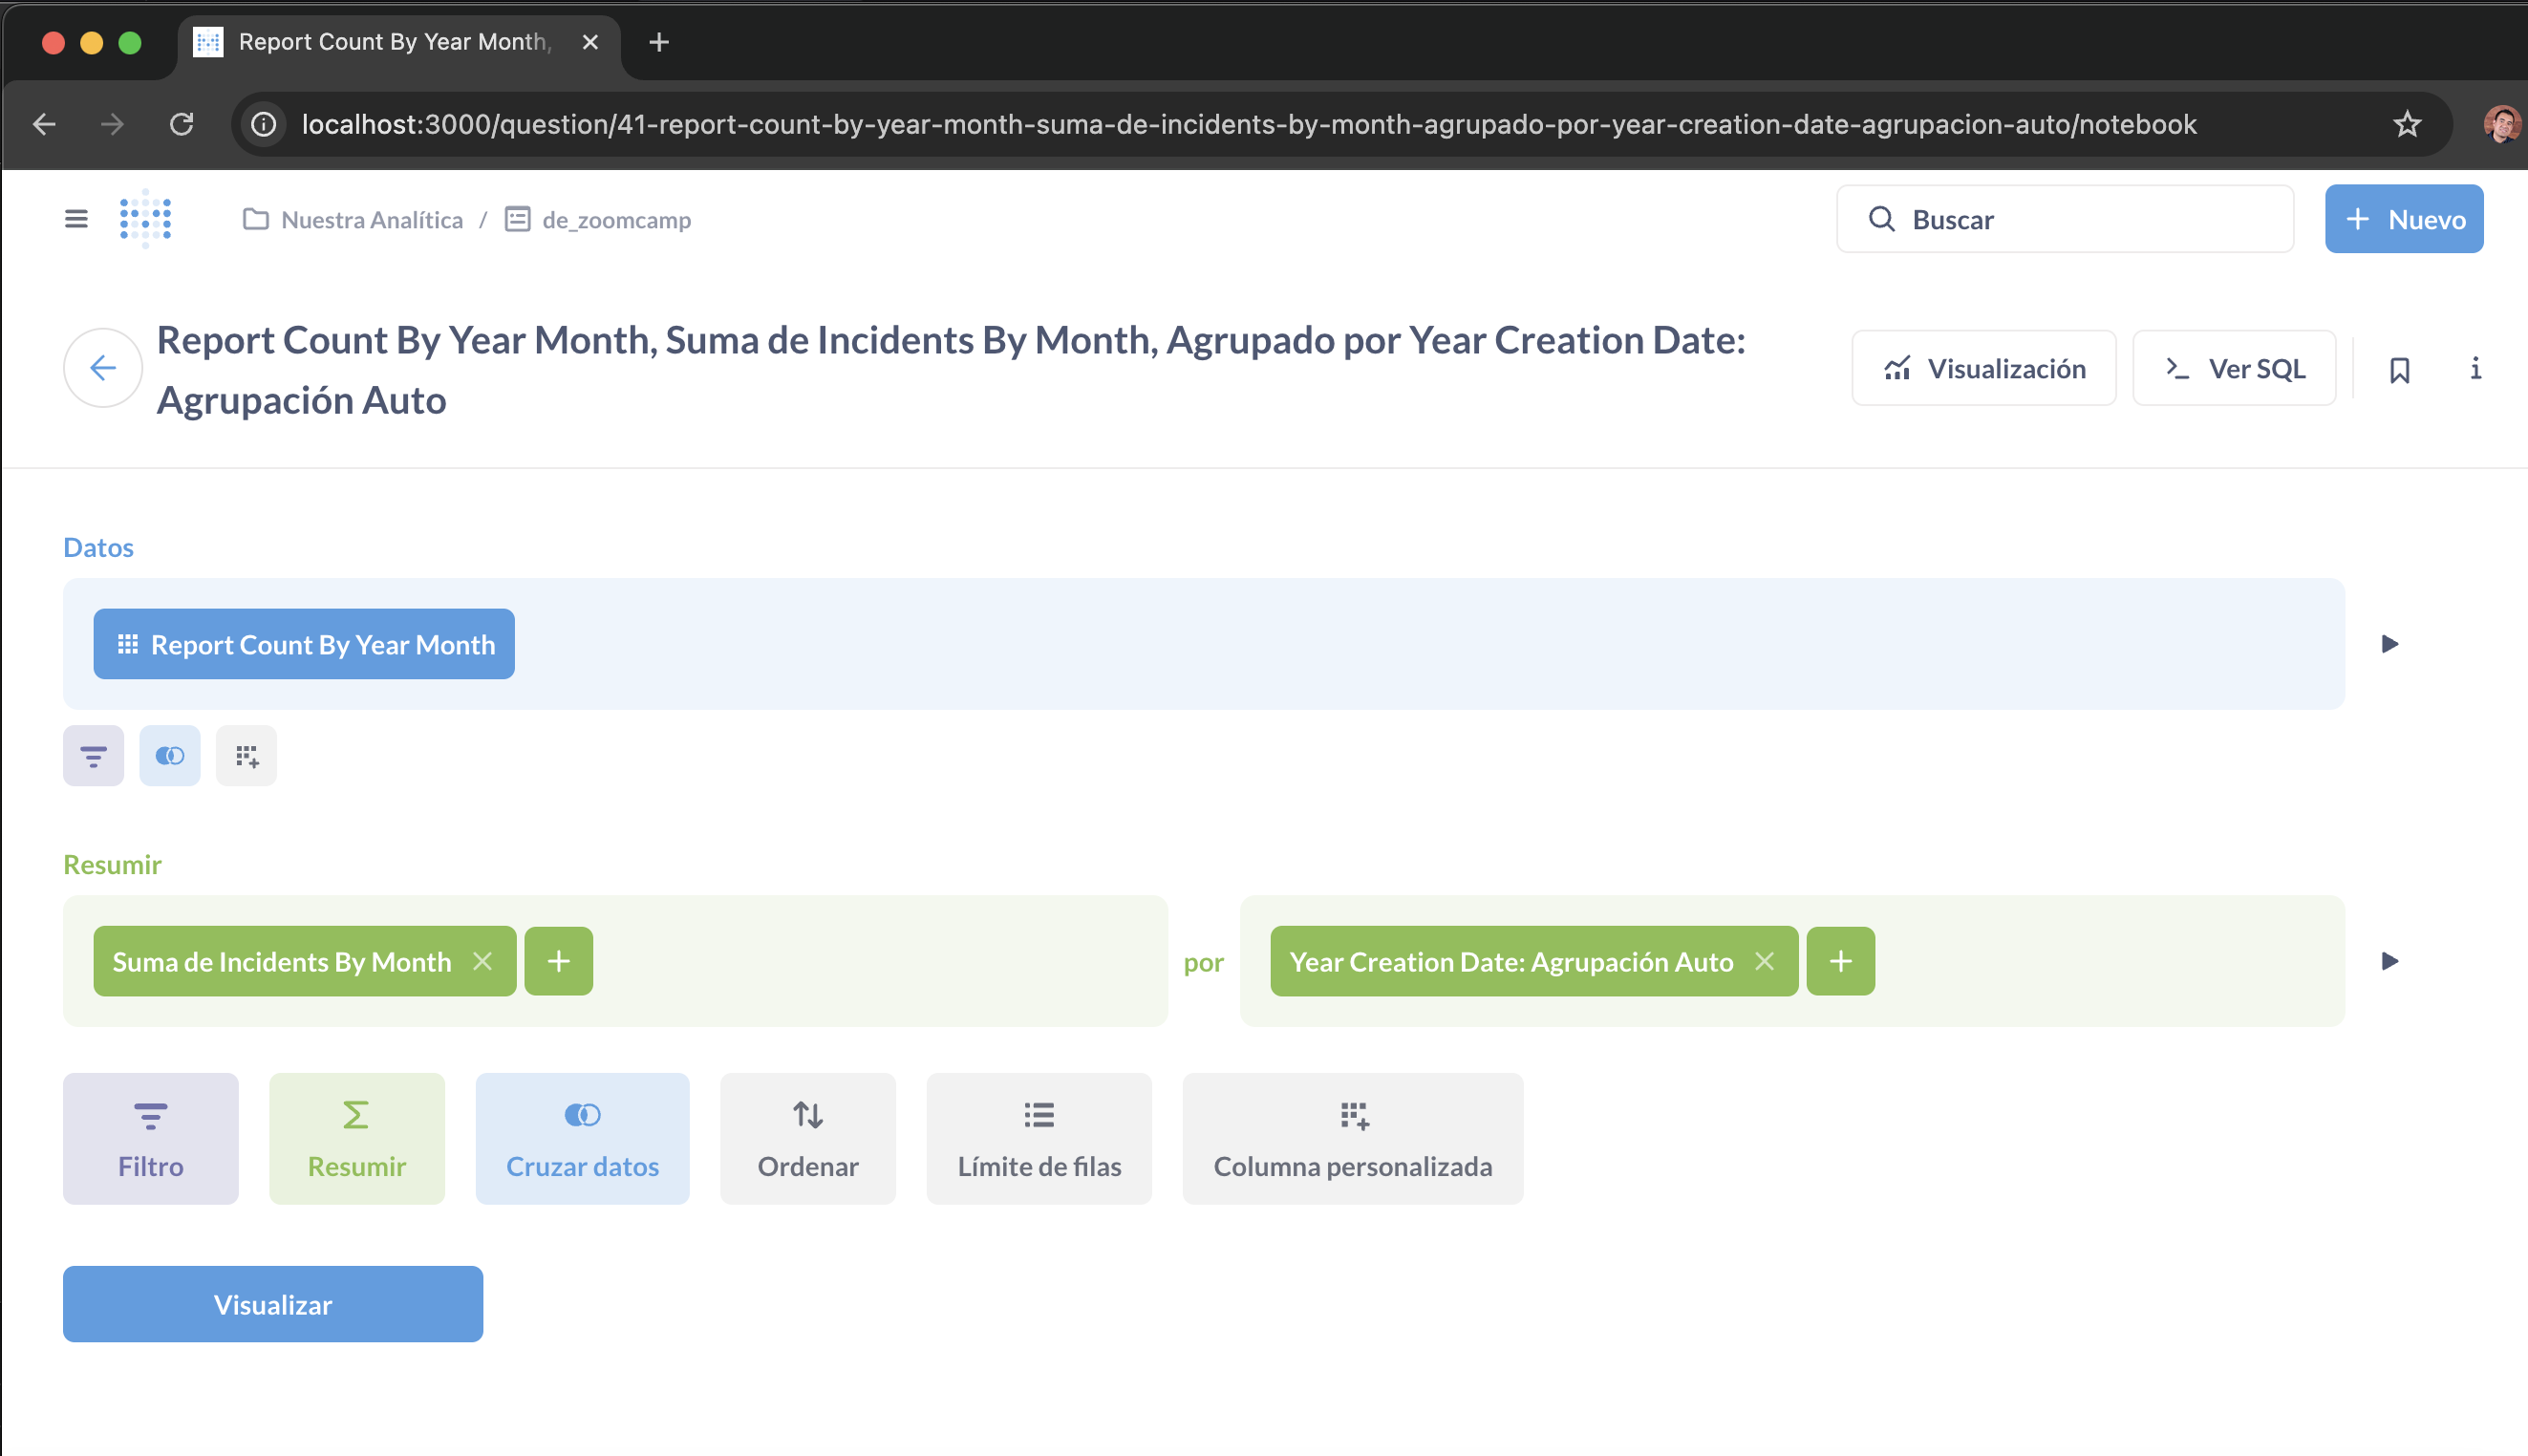 Report Count By Year Month,
localhost:3000/question/41-report-count-by-year-month-suma-de-incidents-by-month-agrupado-por-year-creation-date-agrupacion-auto/notebook
Nuestra Analítica / de_zoomcamp
Buscar
+ Nuevo
Report Count By Year Month, Suma de Incidents By Month, Agrupado por Year Creation Date:
Agrupación Auto
Visualización
Ver SQL
Datos
Report Count By Year Month
Resumir
Suma de Incidents By Month
por
Year Creation Date: Agrupación Auto
Filtro
Resumir
Cruzar datos
Ordenar
Límite de filas
Columna personalizada
Visualizar